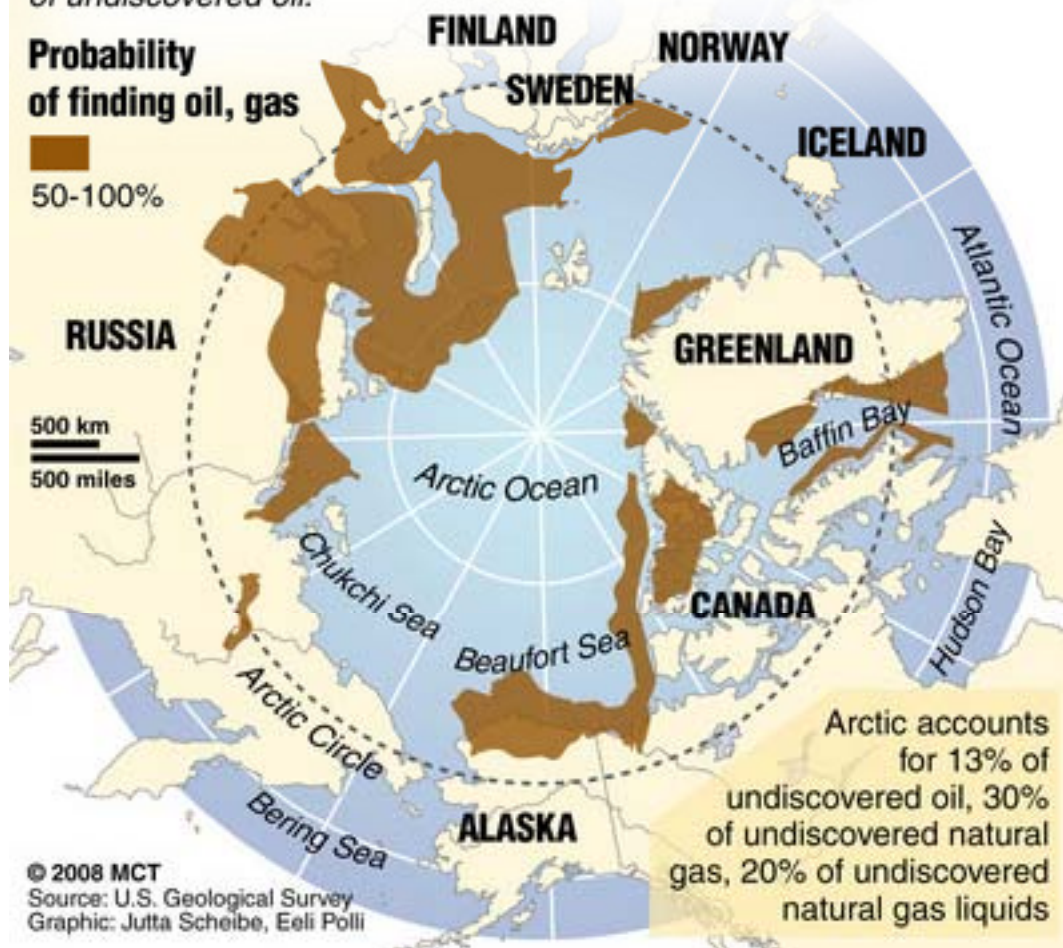 of undiscovered oil.
Probability
of finding oil, gas
50-100%
FINLAND
NORWAY
SWEDEN
ICELAND
Atlantic Ocean
RUSSIA
GREENLAND
500 km
500 miles
Baffin Bay
Arctic Ocean
Chukchi Sea
Beaufort Sea
CANADA
Hudson Bay
Arctic Circle
Bering Sea
ALASKA
Arctic accounts
for 13% of
undiscovered oil, 30%
of undiscovered natural
gas, 20% of undiscovered
natural gas liquids
© 2008 MCT
Source: U.S. Geological Survey
Graphic: Jutta Scheibe, Eeli Polli